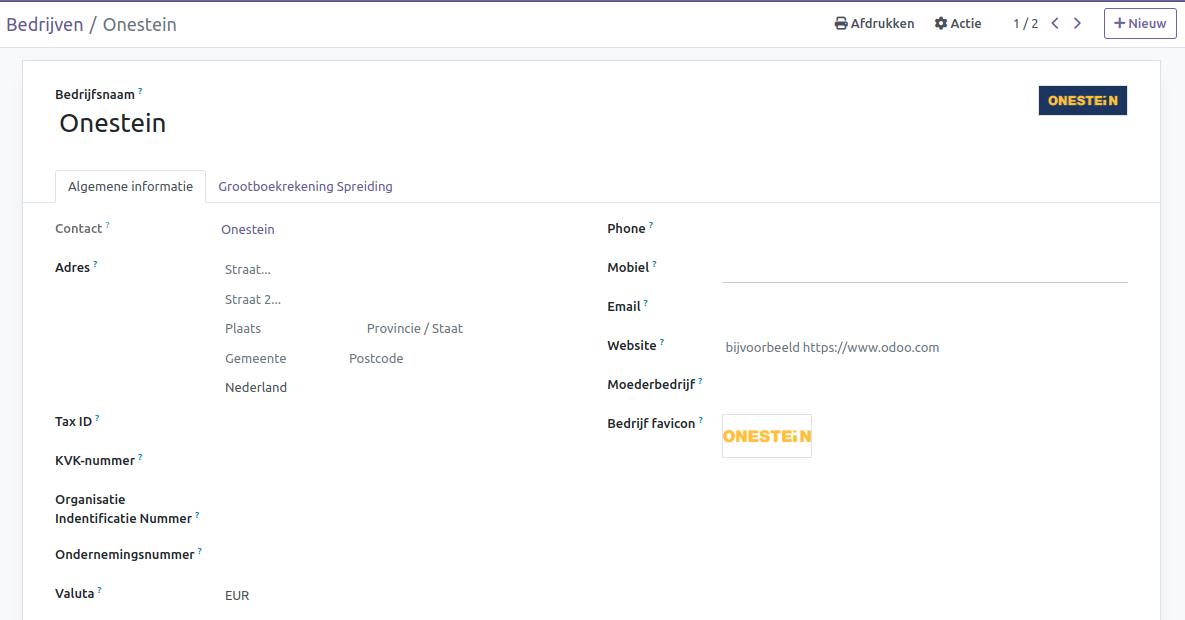 Bedrijven / Onestein
Afdrukken Actie 1 / 2 Nieuw
Bedrijfsnaam ?
Onestein
ONESTEiN
Algemene informatie Grootboekrekening Spreiding
Contact ? Onestein
Adres ? Straat...
Straat 2...
Plaats Provincie / Staat
Gemeente Postcode
Nederland
Tax ID ?
KVK-nummer ?
Organisatie
Indentificatie Nummer ?
Ondernemingsnummer ?
Valuta ? EUR
Phone ?
Mobiel ?
Email ?
Website ? bijvoorbeeld https://www.odoo.com
Moederbedrijf ?
Bedrijf favicon ? ONESTEiN